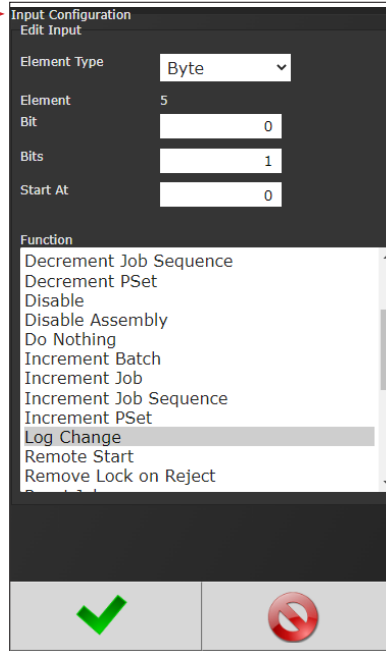 Input Configuration
Edit Input
Element Type
Byte
Element 5
Bit 0
Bits 1
Start At 0
Function
Decrement Job Sequence
Decrement PSet
Disable
Disable Assembly
Do Nothing
Increment Batch
Increment Job
Increment Job Sequence
Increment PSet
Log Change
Remote Start
Remove Lock on Reject